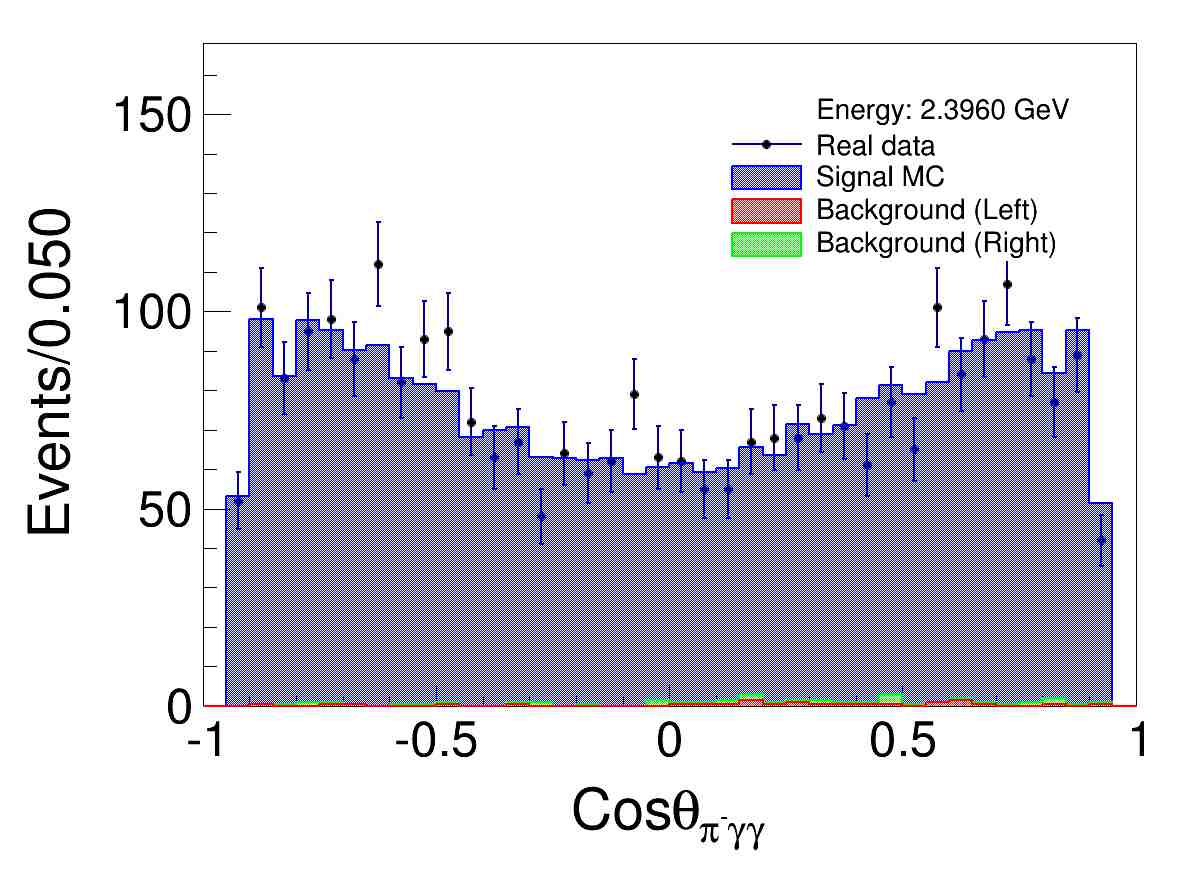 Events/0.050
150
100
50
0
Energy: 2.3960 GeV
Real data
Signal MC
Background (Left)
Background (Right)
-1
-0.5
0
0.5
1
Cosθπ-γγ